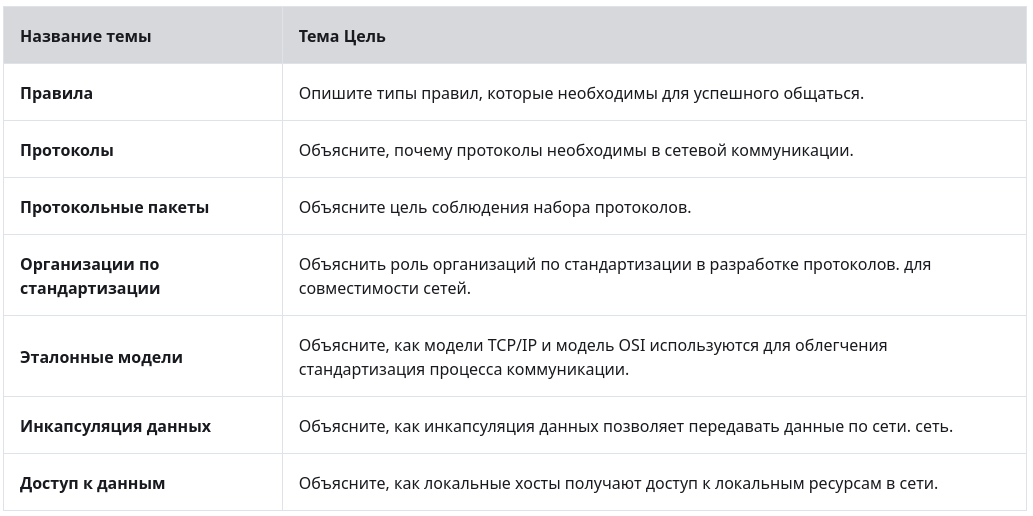 Название темы
Тема Цель
Правила
Опишите типы правил, которые необходимы для успешного общаться.
Протоколы
Объясните, почему протоколы необходимы в сетевой коммуникации.
Протокольные пакеты
Объясните цель соблюдения набора протоколов.
Организации по
стандартизации
Объяснить роль организаций по стандартизации в разработке протоколов. для
совместимости сетей.
Эталонные модели
Объясните, как модели TCP/IP и модель OSI используются для облегчения
стандартизация процесса коммуникации.
Инкапсуляция данных
Объясните, как инкапсуляция данных позволяет передавать данные по сети. сеть.
Доступ к данным
Объясните, как локальные хосты получают доступ к локальным ресурсам в сети.